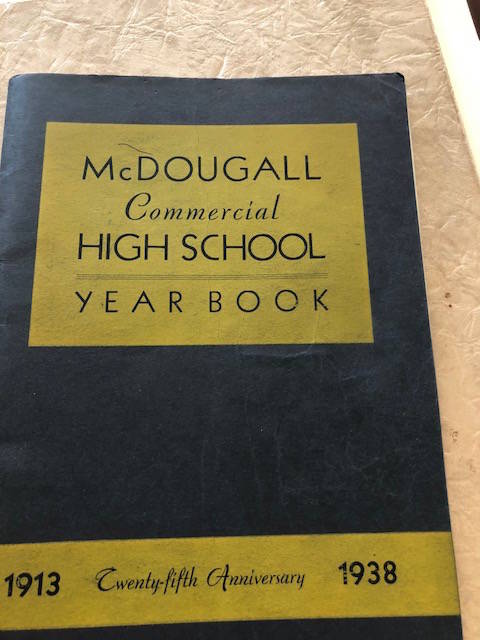 McDOUGALL
Commercial
HIGH SCHOOL
YEAR BOOK
1913 Twenty-fifth Anniversary 1938